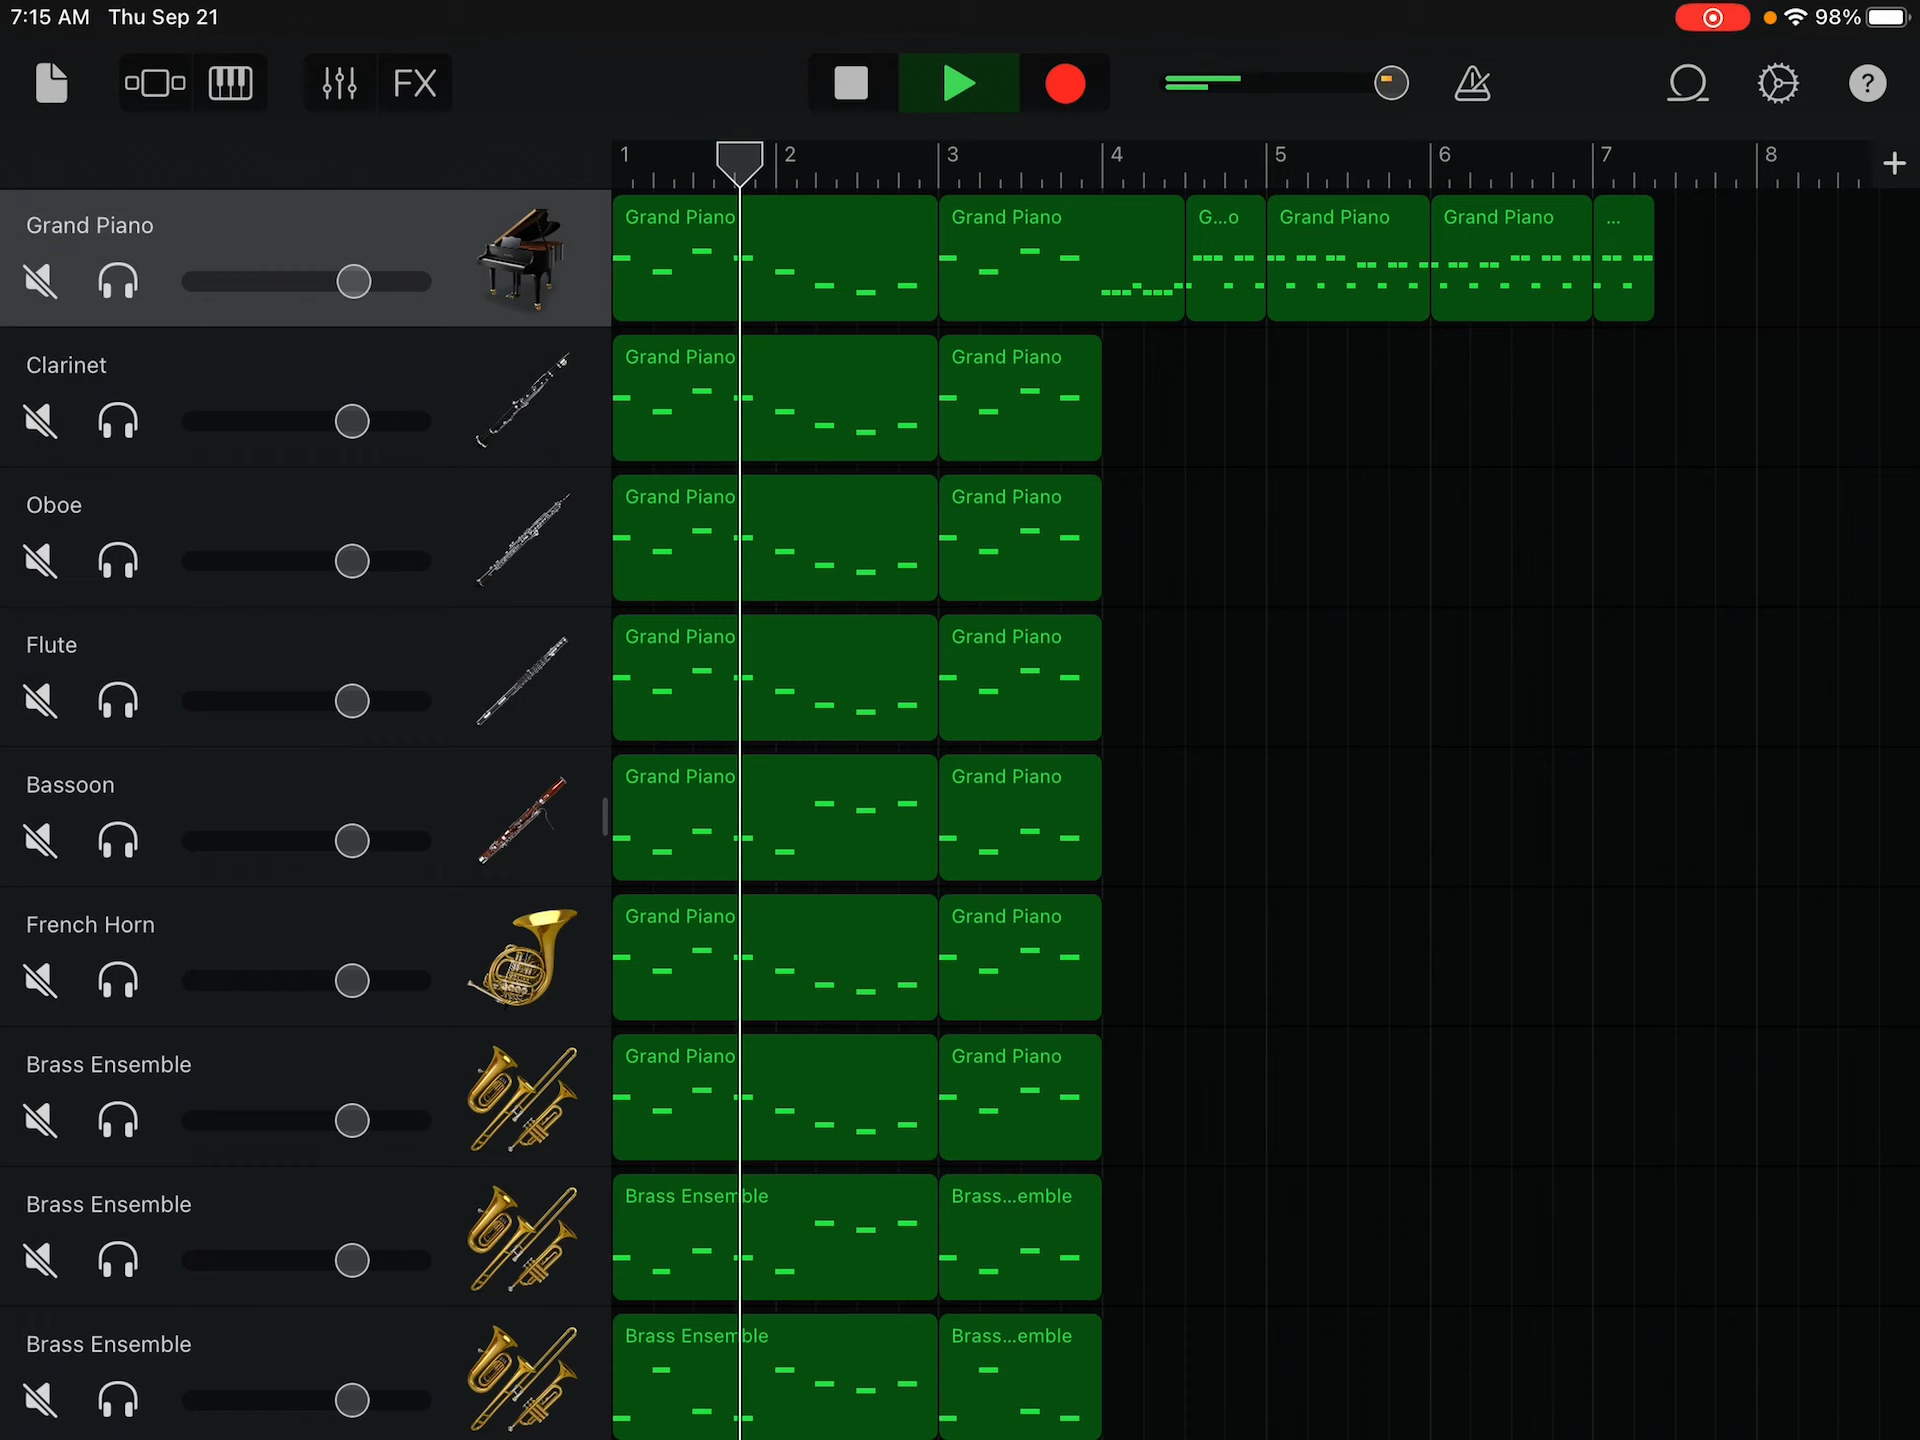 7:15 AM Thu Sep 21 98%
FX ?
1 2 3 4 5 6 7 8 +
Grand Piano
Grand Piano Grand Piano G...o Grand Piano Grand Piano ...
Clarinet
Grand Piano Grand Piano
Oboe
Grand Piano Grand Piano
Flute
Grand Piano Grand Piano
Bassoon
Grand Piano Grand Piano
French Horn
Grand Piano Grand Piano
Brass Ensemble
Grand Piano Grand Piano
Brass Ensemble
Brass Ensemble Brass...emble
Brass Ensemble
Brass Ensemble Brass...emble